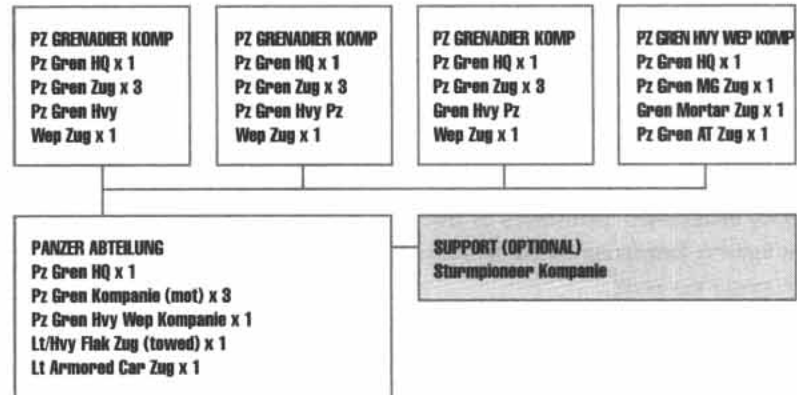 PZ GRENADIER KOMP
Pz Gren HQ x 1
Pz Gren Zug x 3
Pz Gren Hvy
Wep Zug x 1
PZ GRENADIER KOMP
Pz Gren HQ x 1
Pz Gren Zug x 3
Pz Gren Hvy Pz
Wep Zug x 1
PZ GRENADIER KOMP
Pz Gren HQ x 1
Pz Gren Zug x 3
Gren Hvy Pz
Wep Zug x 1
PZ GREN HVY WEP KOMP
Pz Gren HQ x 1
Pz Gren MG Zug x 1
Gren Mortar Zug x 1
Pz Gren AT Zug x 1
PANZER ABTEILUNG
Pz Gren HQ x 1
Pz Gren Kompanie (mot) x 3
Pz Gren Hvy Wep Kompanie x 1
Lt/Hvy Flak Zug (towed) x 1
Lt Armored Car Zug x 1
SUPPORT (OPTIONAL)
Sturmpioneer Kompanie